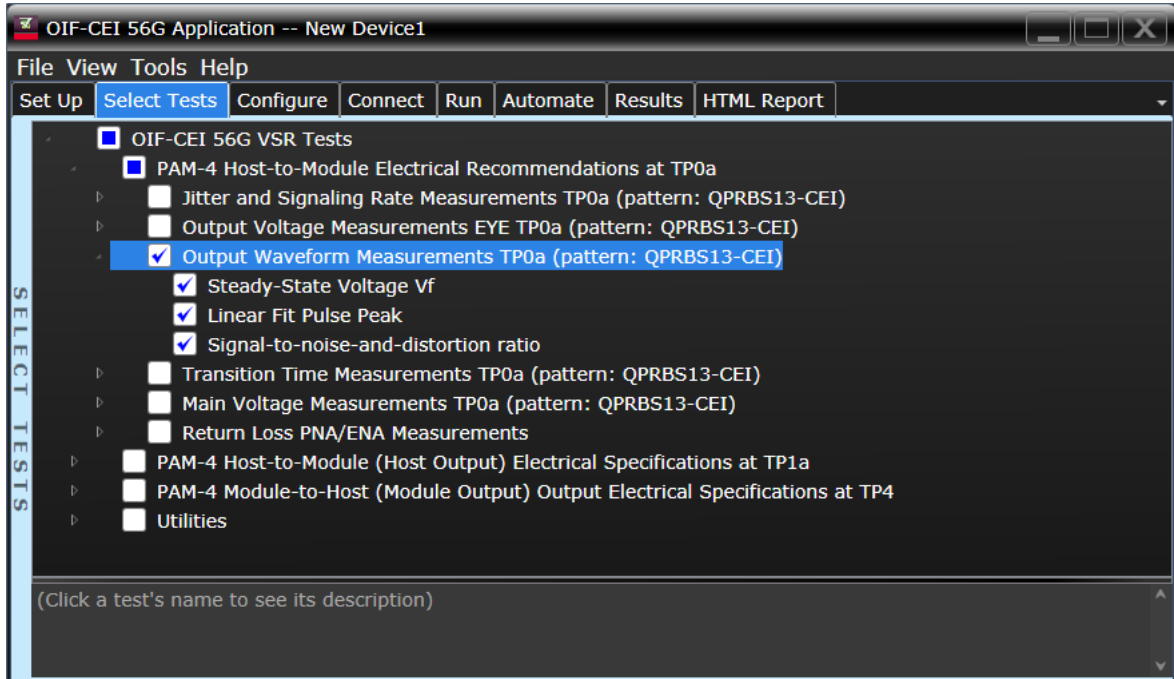 OIF-CEI 56G Application -- New Device1
File View Tools Help
Set Up Select Tests Configure Connect Run Automate Results HTML Report
OIF-CEI 56G VSR Tests
PAM-4 Host-to-Module Electrical Recommendations at TP0a
Jitter and Signaling Rate Measurements TP0a (pattern: QPRBS13-CEI)
Output Voltage Measurements EYE TP0a (pattern: QPRBS13-CEI)
Output Waveform Measurements TP0a (pattern: QPRBS13-CEI)
Steady-State Voltage Vf
Linear Fit Pulse Peak
Signal-to-noise-and-distortion ratio
Transition Time Measurements TP0a (pattern: QPRBS13-CEI)
Main Voltage Measurements TP0a (pattern: QPRBS13-CEI)
Return Loss PNA/ENA Measurements
PAM-4 Host-to-Module (Host Output) Electrical Specifications at TP1a
PAM-4 Module-to-Host (Module Output) Output Electrical Specifications at TP4
Utilities
SELECT TESTS
(Click a test's name to see its description)